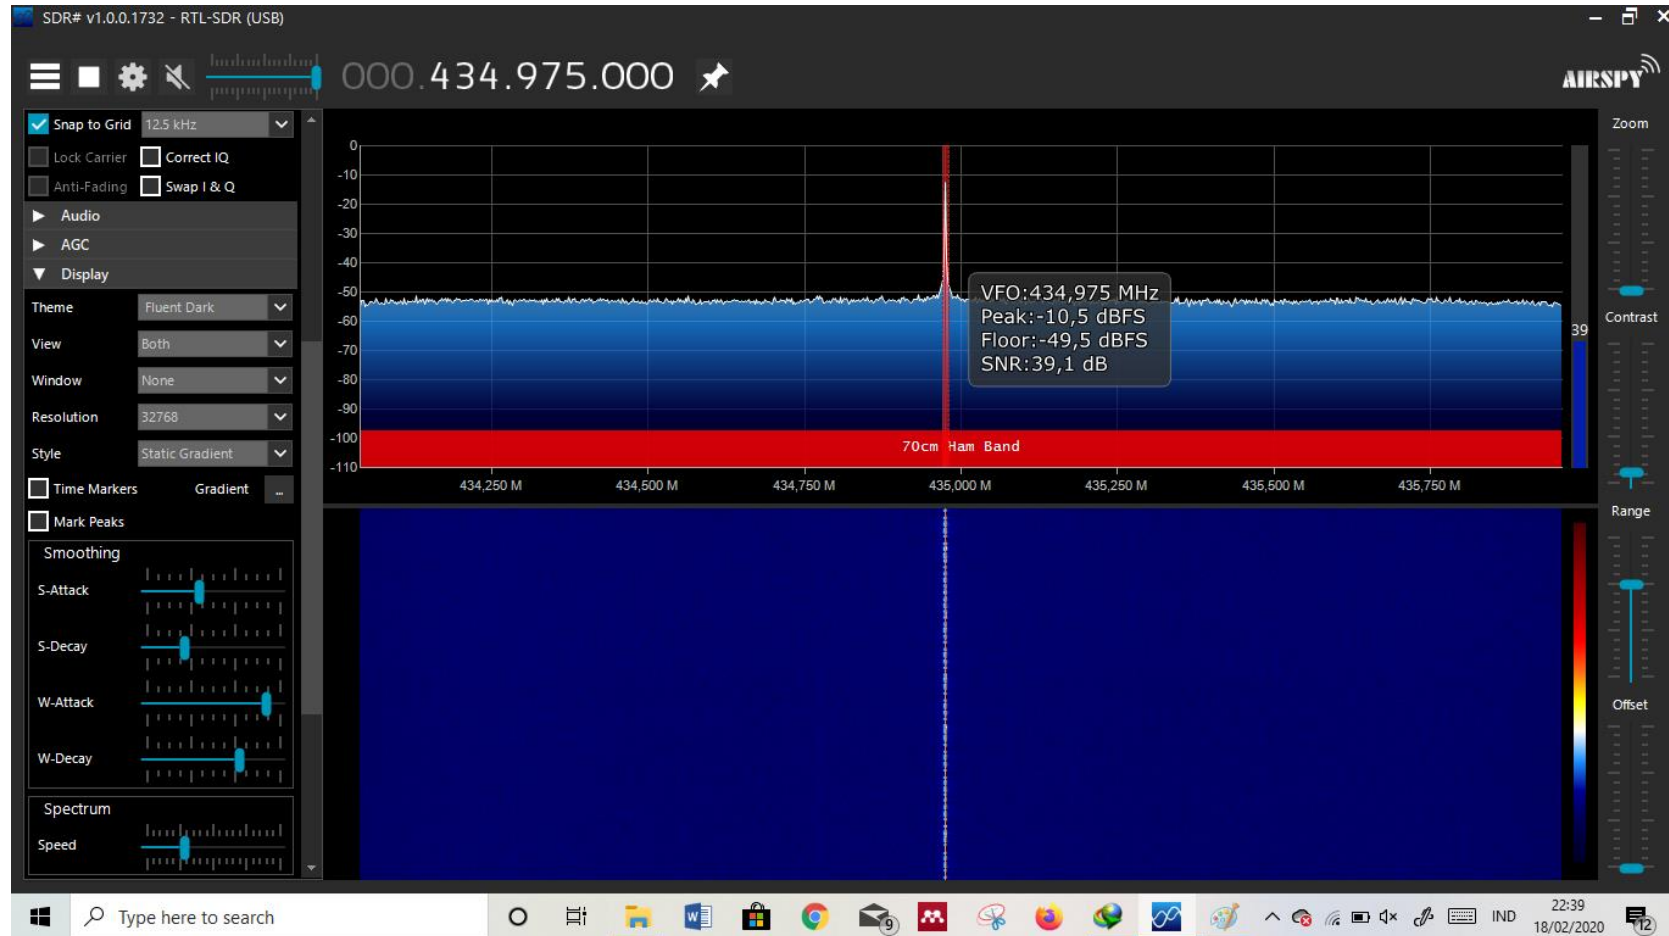 SDR# v1.0.0.1732 - RTL-SDR (USB)
000.434.975.000
AIRSPY
Snap to Grid 12.5 kHz
Lock Carrier Correct IQ
Anti-Fading Swap I & Q
Audio
AGC
Display
Theme Fluent Dark
View Both
Window None
Resolution 32768
Style Static Gradient
Time Markers Gradient ...
Mark Peaks
Smoothing
S-Attack
S-Decay
W-Attack
W-Decay
Spectrum
Speed
0
-10
-20
-30
-40
-50
-60
-70
-80
-90
-100
-110
VFO:434,975 MHz
Peak:-10,5 dBFS
Floor:-49,5 dBFS
SNR:39,1 dB
70cm Ham Band
434,250 M 434,500 M 434,750 M 435,000 M 435,250 M 435,500 M 435,750 M
39
Zoom
Contrast
Range
Offset
Type here to search
9
IND
22:39
18/02/2020
12